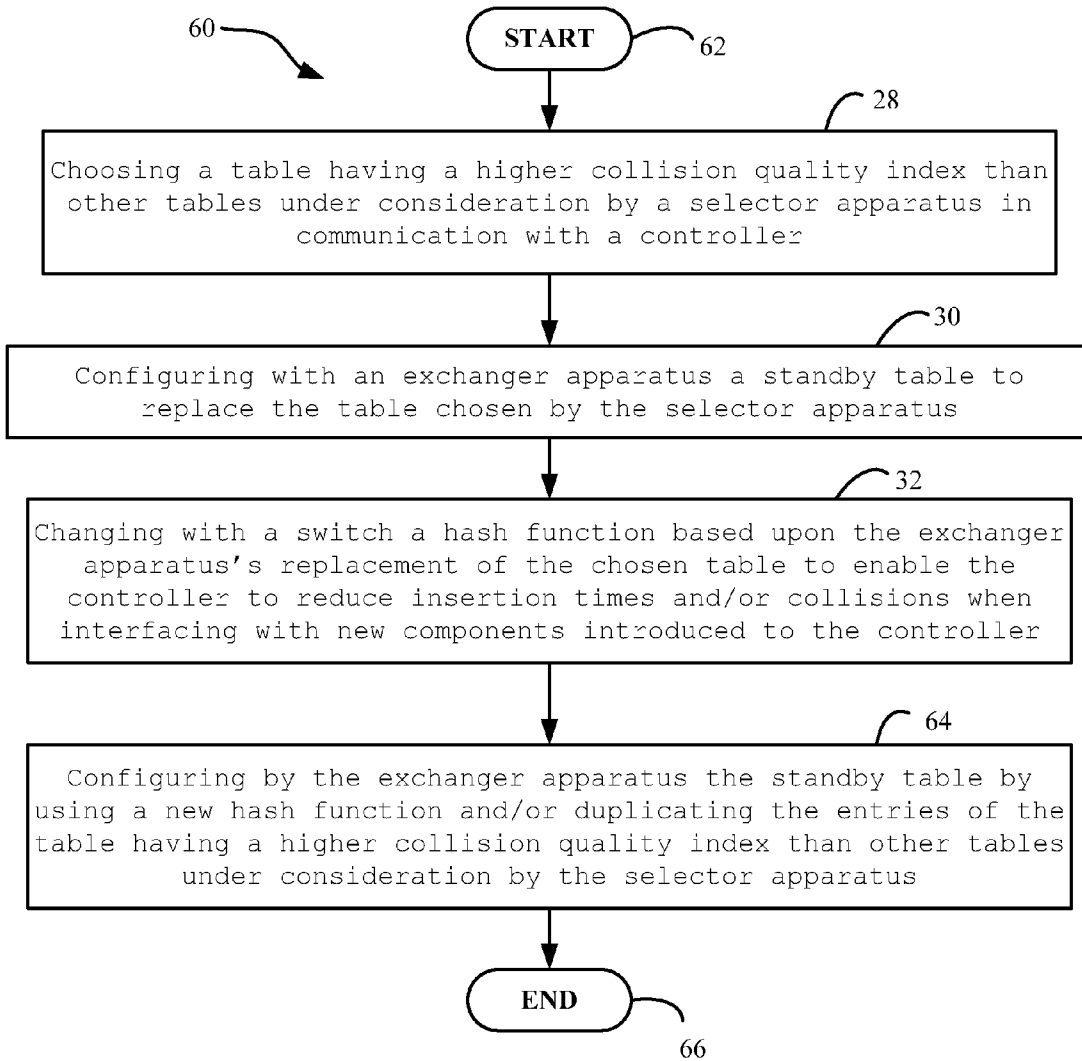 60
START
62
28
Choosing a table having a higher collision quality index than
other tables under consideration by a selector apparatus in
communication with a controller
30
Configuring with an exchanger apparatus a standby table to
replace the table chosen by the selector apparatus
32
Changing with a switch a hash function based upon the exchanger
apparatus's replacement of the chosen table to enable the
controller to reduce insertion times and/or collisions when
interfacing with new components introduced to the controller
64
Configuring by the exchanger apparatus the standby table by
using a new hash function and/or duplicating the entries of the
table having a higher collision quality index than other tables
under consideration by the selector apparatus
END
66